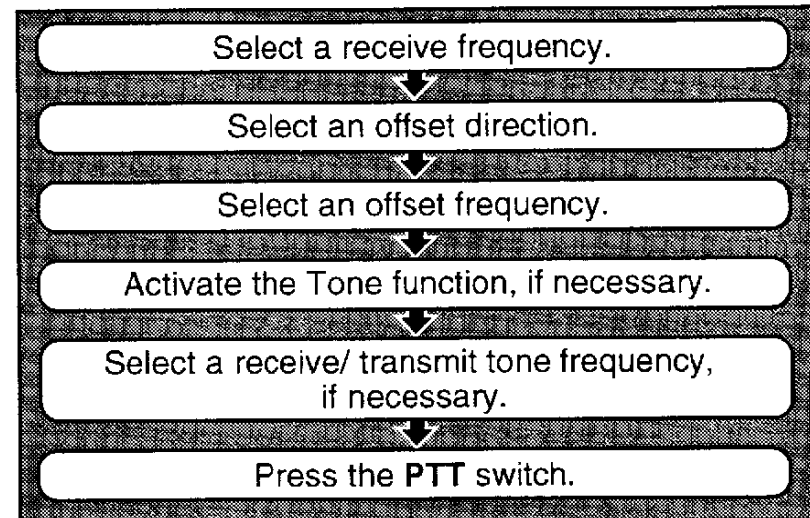 Select a receive frequency.
Select an offset direction.
Select an offset frequency.
Activate the Tone function, if necessary.
Select a receive/ transmit tone frequency,
if necessary.
Press the PTT switch.